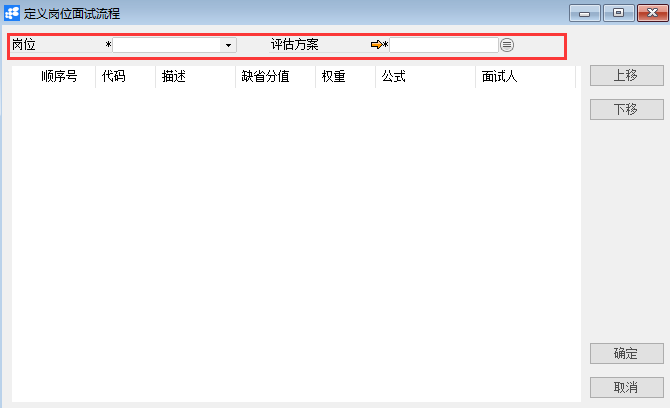 定义岗位面试流程
岗位 * 评估方案 *
顺序号 代码 描述 缺省分值 权重 公式 面试人
上移
下移
确定
取消